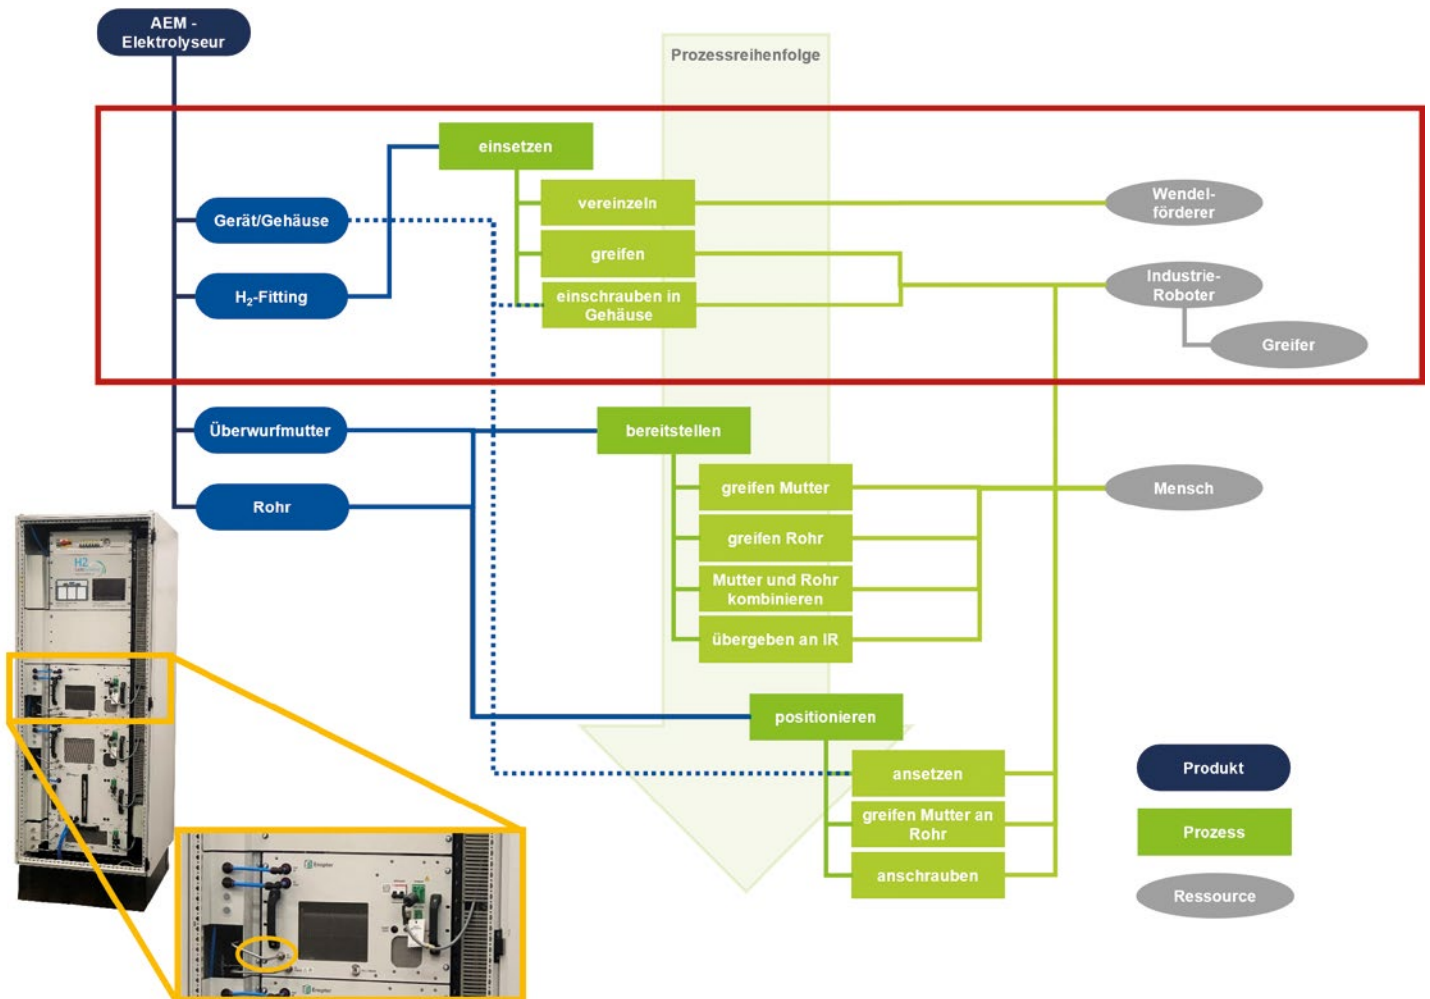 AEM -
Elektrolyseur
Prozessreihenfolge
einsetzen
vereinzeln
Wendel-
förderer
Gerät/Gehäuse
greifen
Industrie-
Roboter
H₂-Fitting
einschrauben in
Gehäuse
Greifer
Überwurfmutter
bereitstellen
greifen Mutter
Mensch
Rohr
greifen Rohr
Mutter und Rohr
kombinieren
übergeben an IR
positionieren
ansetzen
greifen Mutter an
Rohr
anschrauben
Produkt
Prozess
Ressource
H2
Enapter